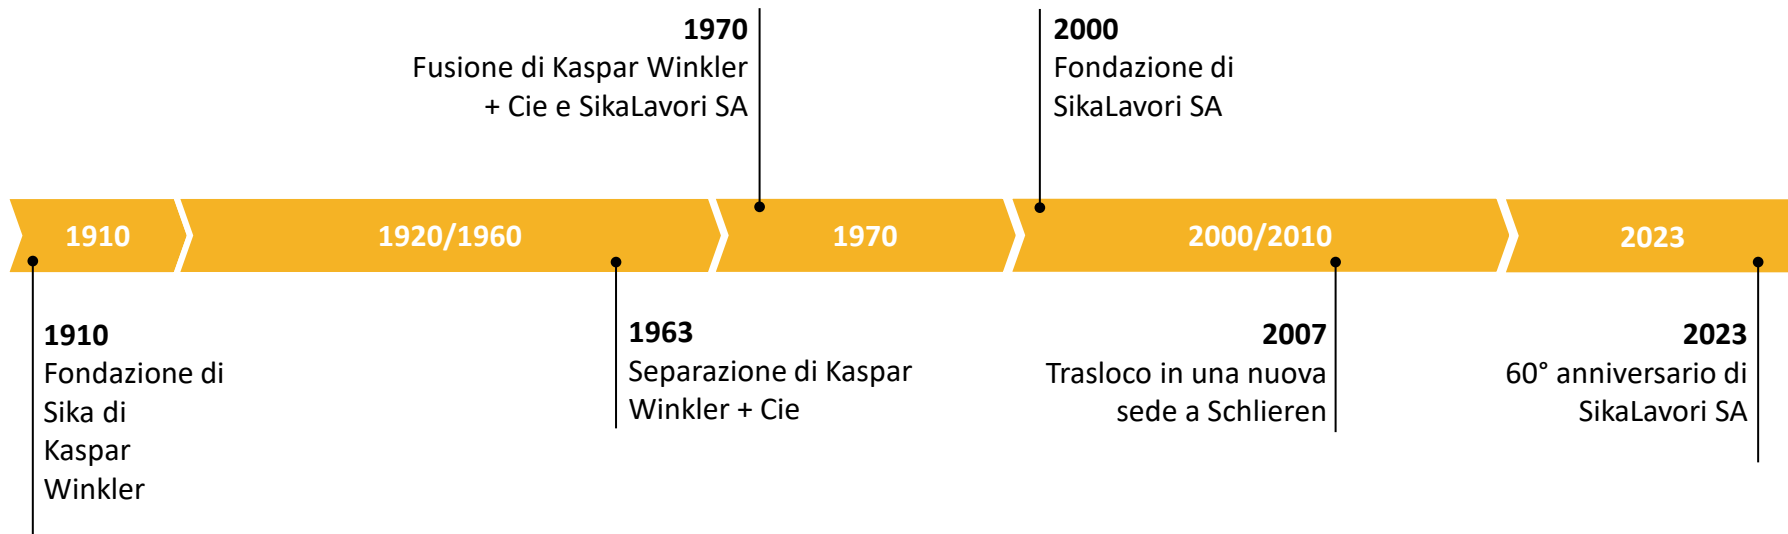 1970
Fusione di Kaspar Winkler
+ Cie e SikaLavori SA
2000
Fondazione di
SikaLavori SA
1910
1920/1960
1970
2000/2010
2023
1910
Fondazione di
Sika di
Kaspar
Winkler
1963
Separazione di Kaspar
Winkler + Cie
2007
Trasloco in una nuova
sede a Schlieren
2023
60° anniversario di
SikaLavori SA